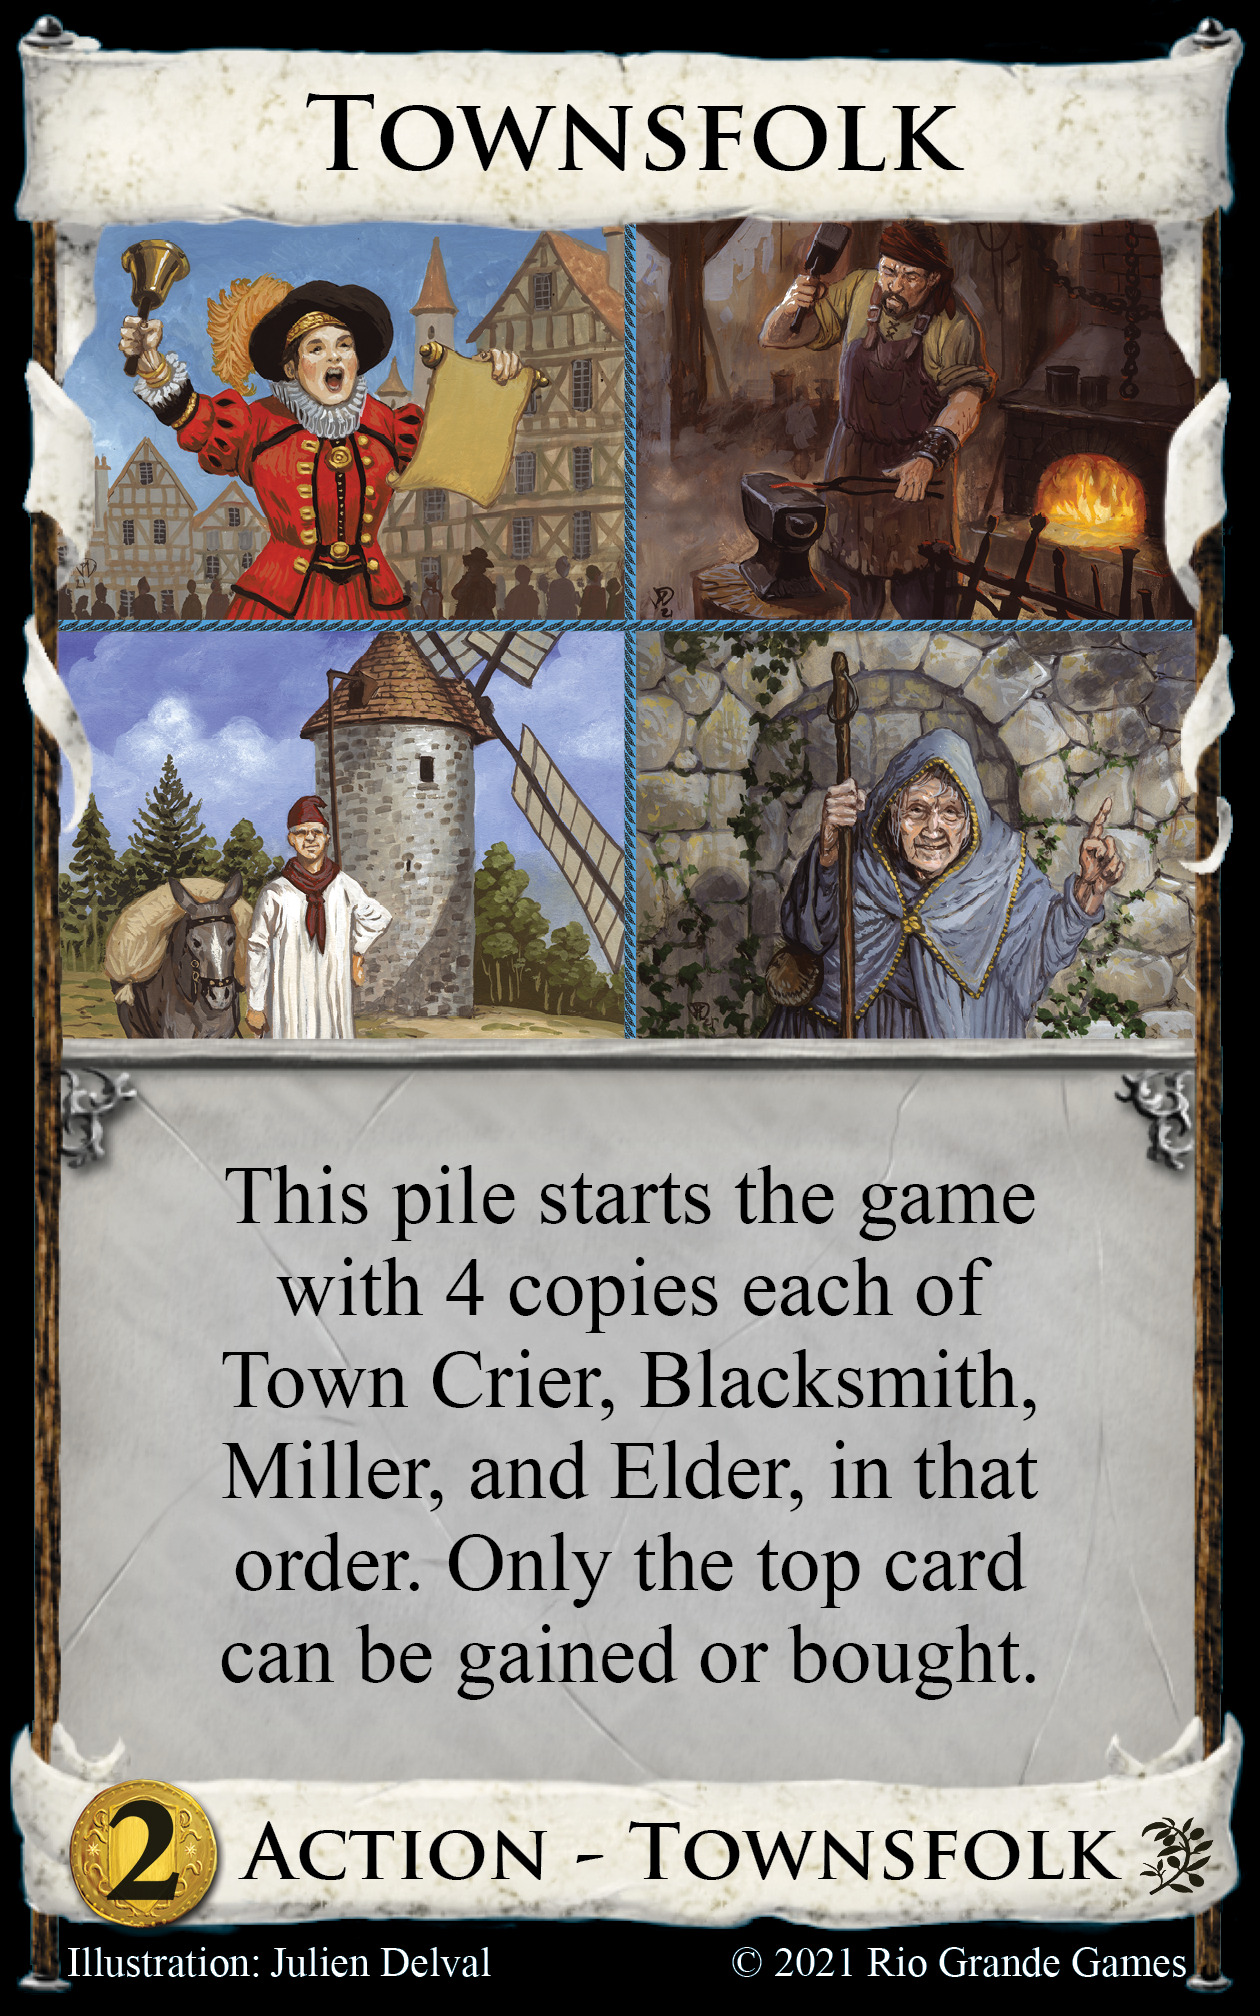 Townsfolk
This pile starts the game
with 4 copies each of
Town Crier, Blacksmith,
Miller, and Elder, in that
order. Only the top card
can be gained or bought.
2 Action - Townsfolk
Illustration: Julien Delval © 2021 Rio Grande Games